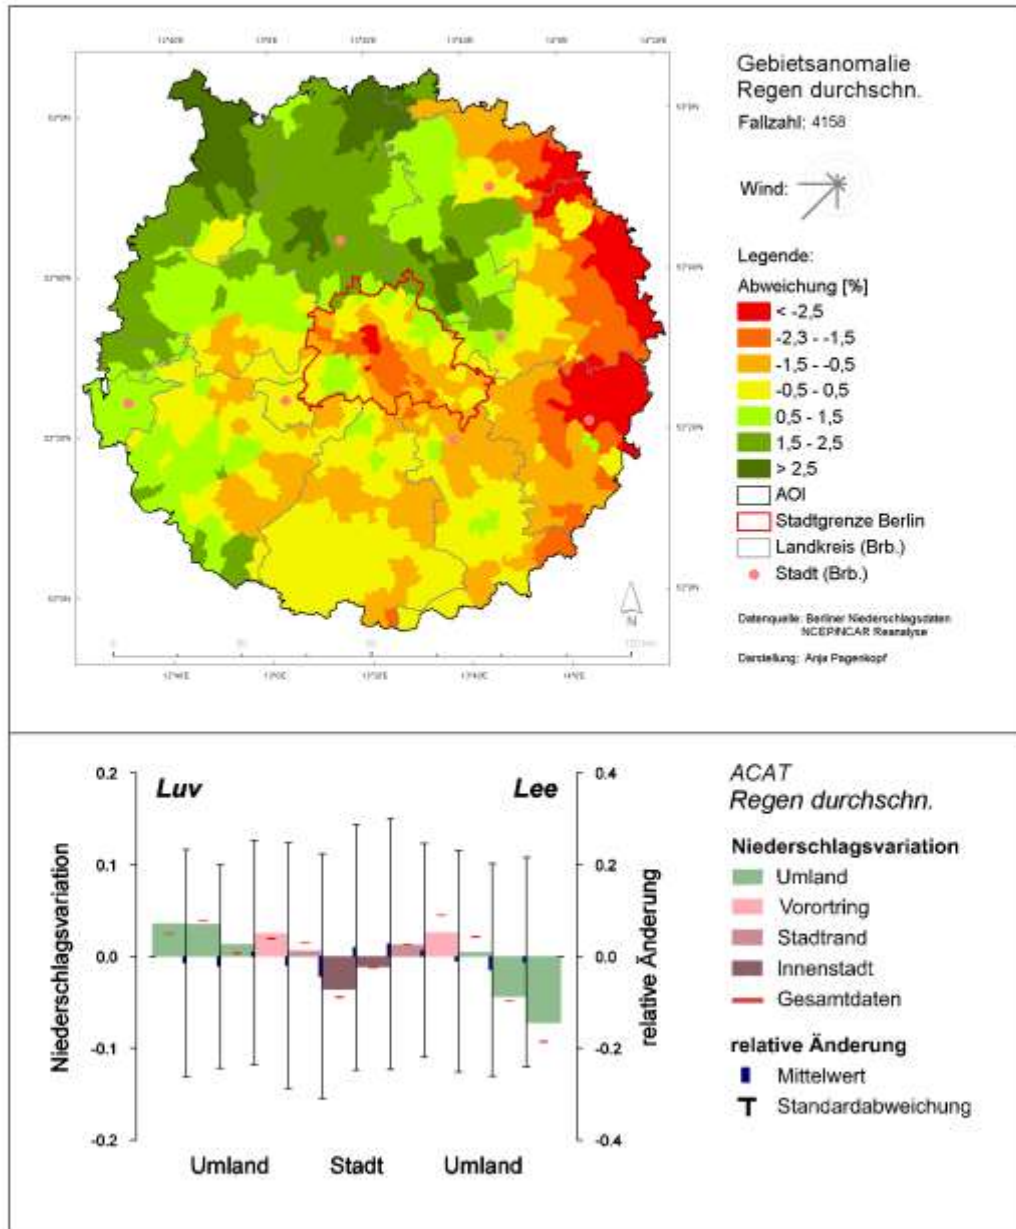 Gebietsanomalie
Regen durchschn.
Fallzahl: 4158
Wind:
Legende:
Abweichung [%]
< -2,5
-2,3 - -1,5
-1,5 - -0,5
-0,5 - 0,5
0,5 - 1,5
1,5 - 2,5
> 2,5
AOI
Stadtgrenze Berlin
Landkreis (Brb.)
Stadt (Brb.)
N
Datenquelle: Berliner Niederschlagsdaten
NCEP/NCAR Reanalyse
Darstellung: Anja Pagenkopf
Luv
Lee
Niederschlagsvariation
0.2
0.1
0.0
-0.1
-0.2
relative Änderung
0.4
0.2
0.0
-0.2
-0.4
Umland
Stadt
Umland
ACAT
Regen durchschn.
Niederschlagsvariation
Umland
Vorortring
Stadtrand
Innenstadt
Gesamtdaten
relative Änderung
Mittelwert
Standardabweichung